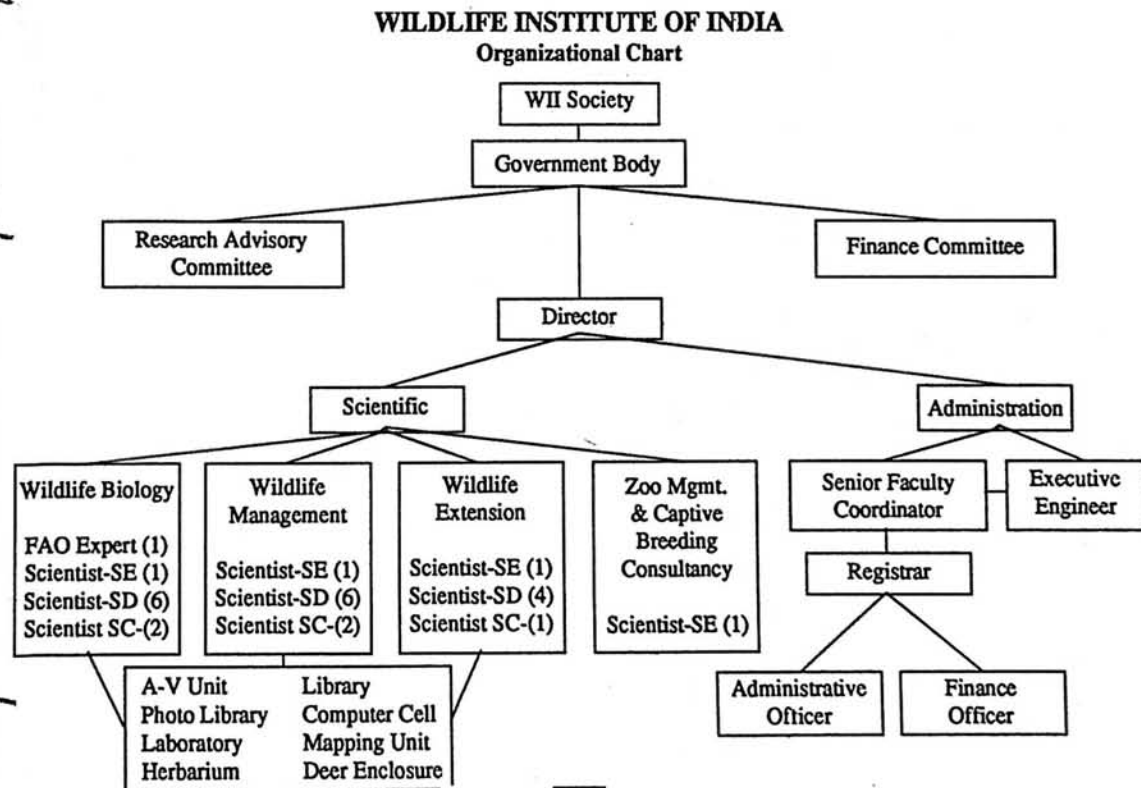 WILDLIFE INSTITUTE OF INDIA
Organizational Chart
WII Society
Government Body
Research Advisory
Committee
Finance Committee
Director
Scientific
Administration
Wildlife Biology
FAO Expert (1)
Scientist-SE (1)
Scientist-SD (6)
Scientist SC-(2)
Wildlife
Management
Scientist-SE (1)
Scientist-SD (6)
Scientist SC-(2)
Wildlife
Extension
Scientist-SE (1)
Scientist-SD (4)
Scientist SC-(1)
Zoo Mgmt.
& Captive
Breeding
Consultancy
Scientist-SE (1)
Senior Faculty
Coordinator
Executive
Engineer
Registrar
Administrative
Officer
Finance
Officer
A-V Unit Library
Photo Library Computer Cell
Laboratory Mapping Unit
Herbarium Deer Enclosure